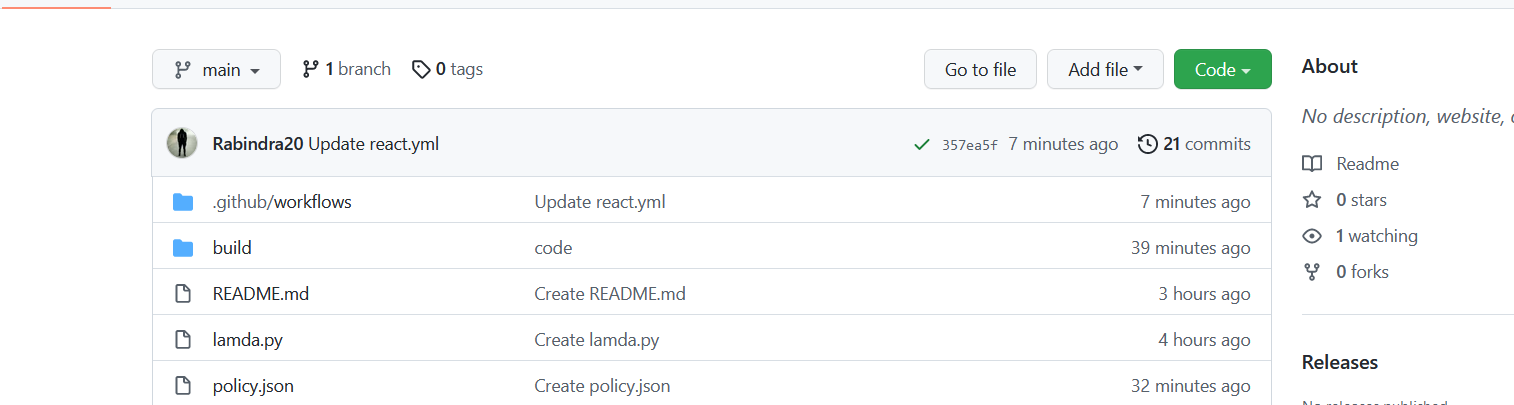 main
1 branch
0 tags
Go to file
Add file
Code
Rabindra20 Update react.yml
357ea5f 7 minutes ago
21 commits
.github/workflows
Update react.yml
7 minutes ago
build
code
39 minutes ago
README.md
Create README.md
3 hours ago
lamda.py
Create lamda.py
4 hours ago
policy.json
Create policy.json
32 minutes ago
About
No description, website,
Readme
0 stars
1 watching
0 forks
Releases
No releases published